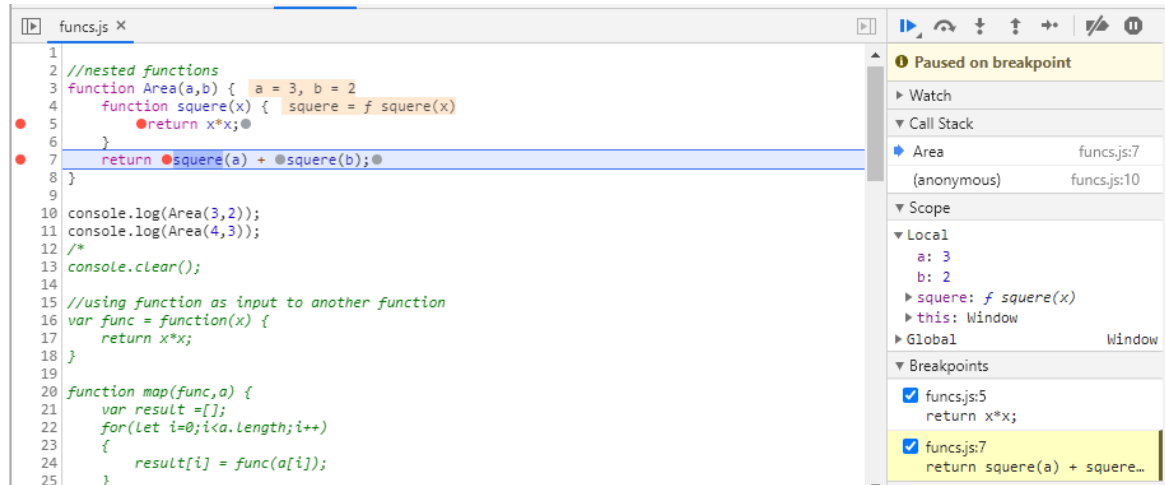 funcs.js ×
1
2 //nested functions
3 function Area(a,b) { a = 3, b = 2
4 function squere(x) { squere = ƒ squere(x)
5 return x*x;
6 }
7 return squere(a) + squere(b);
8 }
9
10 console.log(Area(3,2));
11 console.log(Area(4,3));
12 /*
13 console.clear();
14
15 //using function as input to another function
16 var func = function(x) {
17 return x*x;
18 }
19
20 function map(func,a) {
21 var result =[];
22 for(let i=0;i<a.length;i++)
23 {
24 result[i] = func(a[i]);
25 }
Paused on breakpoint
Watch
Call Stack
Area funcs.js:7
(anonymous) funcs.js:10
Scope
Local
a: 3
b: 2
squere: ƒ squere(x)
this: Window
Global Window
Breakpoints
funcs.js:5
return x*x;
funcs.js:7
return squere(a) + squere…